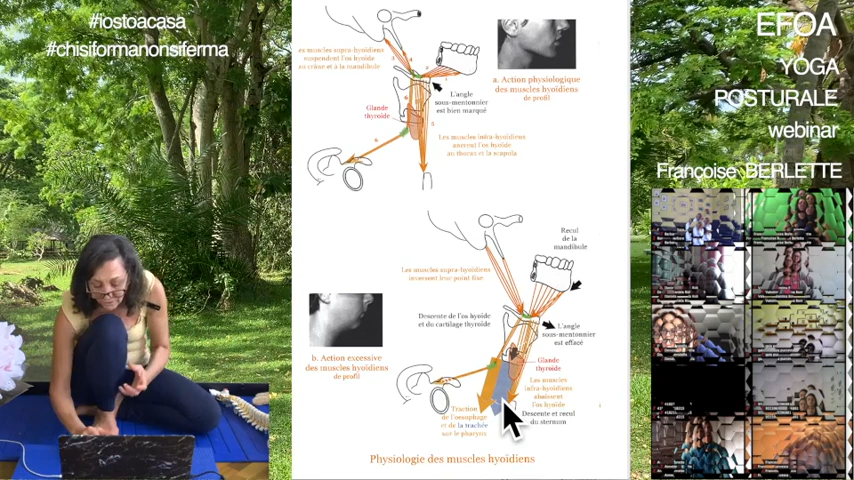 #iostoacasa
#chisiformanonsiferma
EFOA
YOGA
POSTURALE
webinar
Françoise BERLETTE
Les muscles supra-hyoïdiens
suspendent l'os hyoïde
au crâne et à la mandibule
a. Action physiologique
des muscles hyoïdiens
de profil
L'angle
sous-mentonnier
est bien marqué
Glande
thyroïde
Les muscles infra-hyoïdiens
ancrent l'os hyoïde
au thorax et la scapula
Recul
de la
mandibule
Les muscles supra-hyoïdiens
inversent leur point fixe
Descente de l'os hyoïde
et du cartilage thyroïde
L'angle
sous-mentonnier
est effacé
b. Action excessive
des muscles hyoïdiens
de profil
Glande
thyroïde
Les muscles
infra-hyoïdiens
abaissent
l'os hyoïde
Traction
de l'œsophage
et de la trachée
sur le pharynx
Descente et recul
du sternum
Physiologie des muscles hyoïdiens